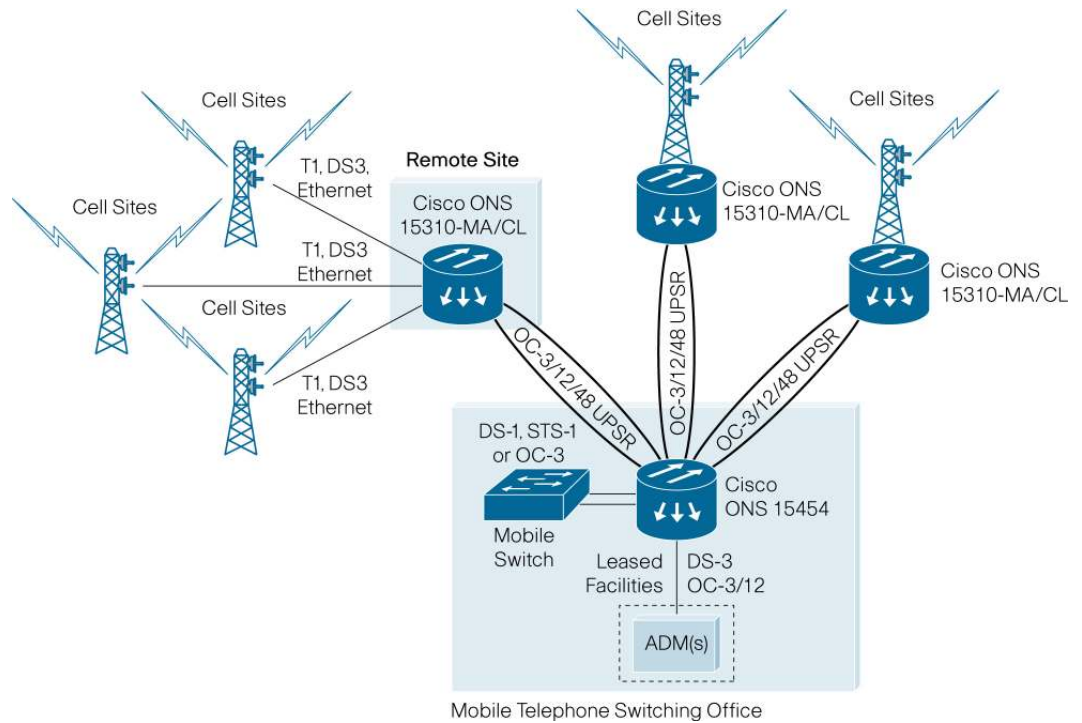 Cell Sites
Cell Sites
Cell Sites
Cell Sites
Cell Sites
T1, DS3,
Ethernet
T1, DS3
Ethernet
T1, DS3
Ethernet
Remote Site
Cisco ONS
15310-MA/CL
Cisco ONS
15310-MA/CL
Cisco ONS
15310-MA/CL
OC-3/12/48 UPSR
OC-3/12/48 UPSR
OC-3/12/48 UPSR
DS-1, STS-1
or OC-3
Mobile
Switch
Cisco
ONS 15454
Leased
Facilities
DS-3
OC-3/12
ADM(s)
Mobile Telephone Switching Office